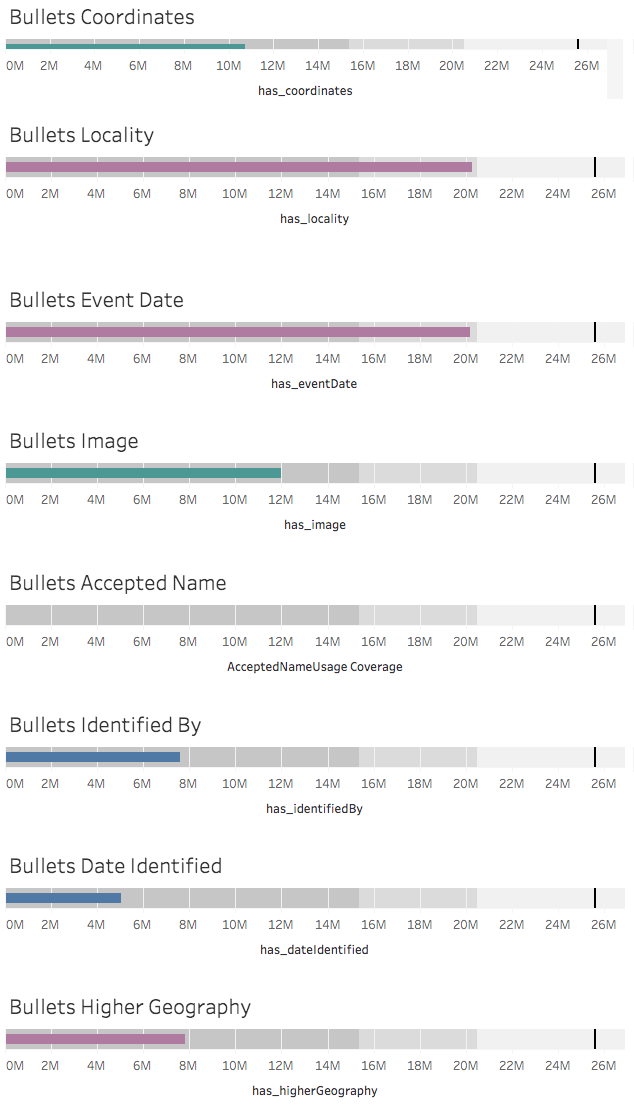 Bullets Coordinates
0M 2M 4M 6M 8M 10M 12M 14M 16M 18M 20M 22M 24M 26M
has_coordinates
Bullets Locality
0M 2M 4M 6M 8M 10M 12M 14M 16M 18M 20M 22M 24M 26M
has_locality
Bullets Event Date
0M 2M 4M 6M 8M 10M 12M 14M 16M 18M 20M 22M 24M 26M
has_eventDate
Bullets Image
0M 2M 4M 6M 8M 10M 12M 14M 16M 18M 20M 22M 24M 26M
has_image
Bullets Accepted Name
0M 2M 4M 6M 8M 10M 12M 14M 16M 18M 20M 22M 24M 26M
AcceptedNameUsage Coverage
Bullets Identified By
0M 2M 4M 6M 8M 10M 12M 14M 16M 18M 20M 22M 24M 26M
has_identifiedBy
Bullets Date Identified
0M 2M 4M 6M 8M 10M 12M 14M 16M 18M 20M 22M 24M 26M
has_dateIdentified
Bullets Higher Geography
0M 2M 4M 6M 8M 10M 12M 14M 16M 18M 20M 22M 24M 26M
has_higherGeography